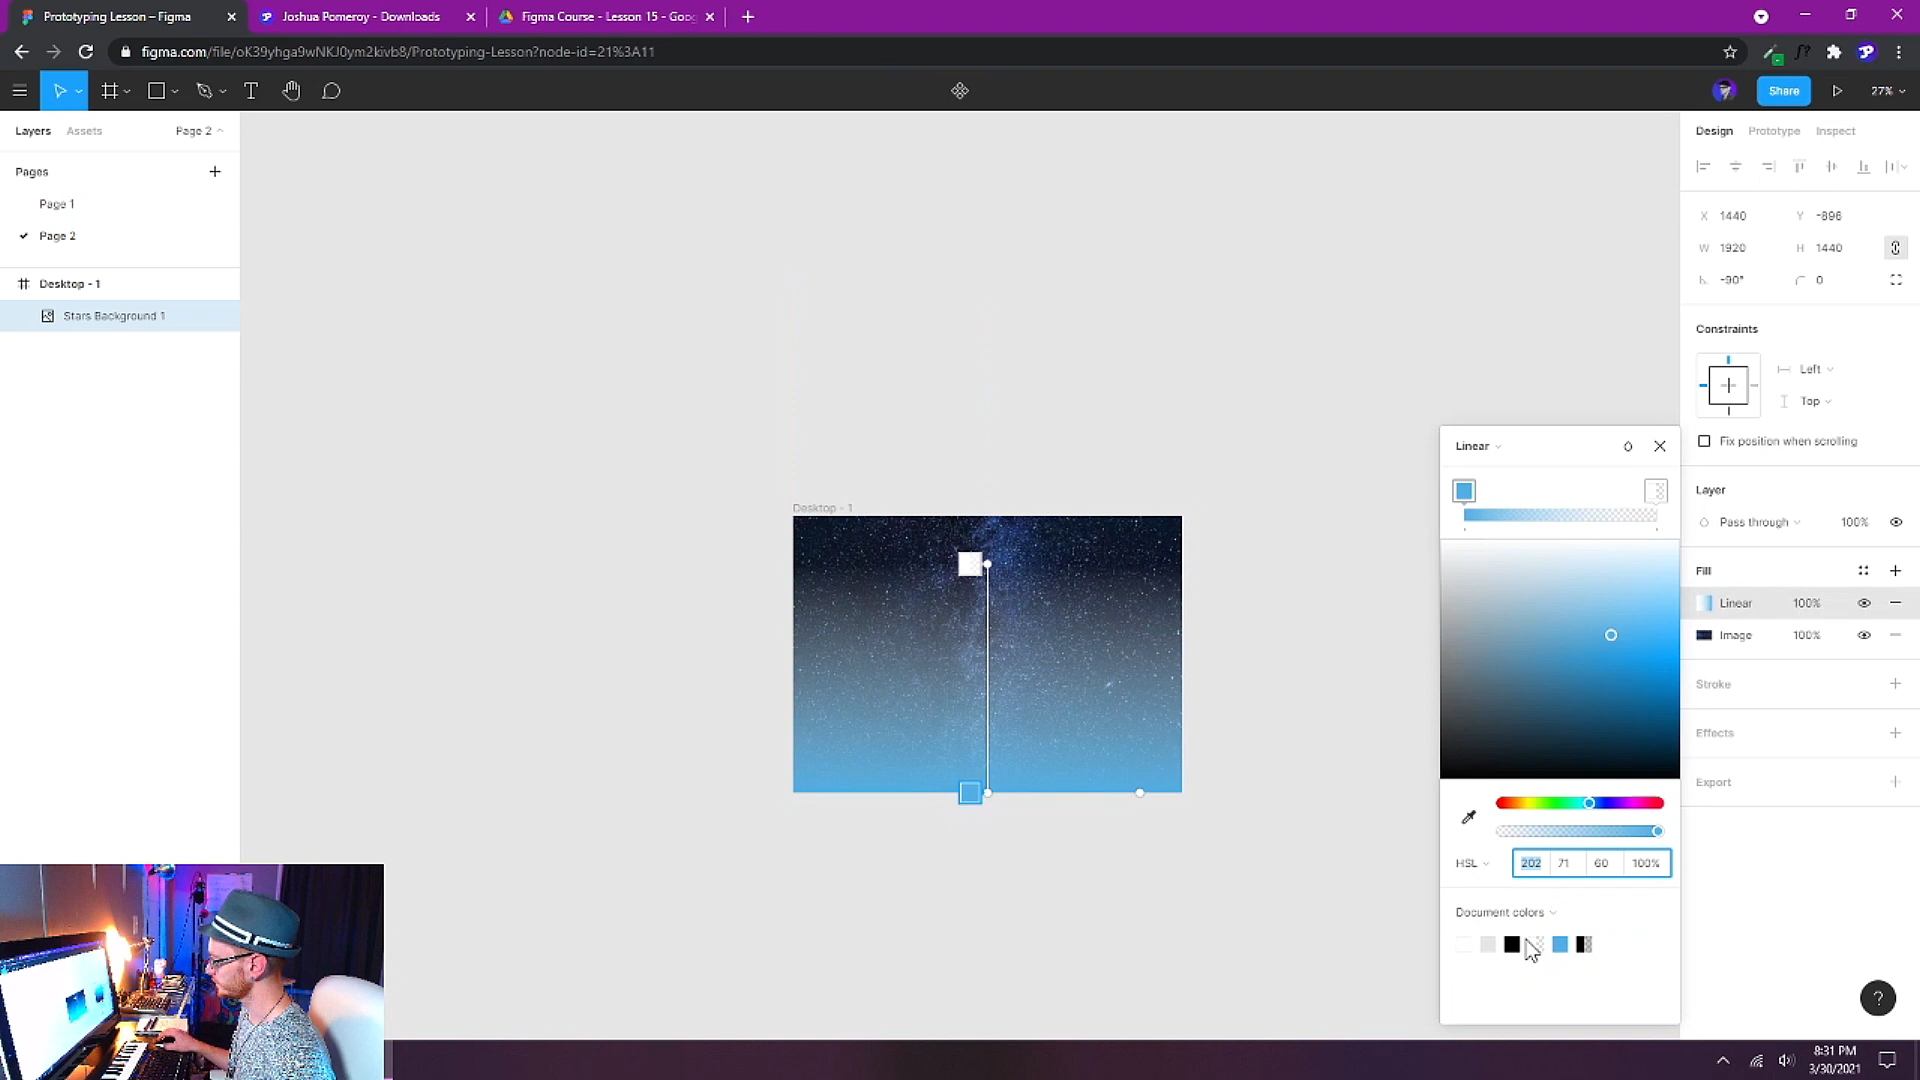 Prototyping Lesson – Figma
Joshua Pomeroy - Downloads
Figma Course - Lesson 15 - Goog
figma.com/file/oK39yhga9wNKJ0ym2kivb8/Prototyping-Lesson?node-id=21%3A11
Share
27%
Layers
Assets
Page 2
Design
Prototype
Inspect
Pages
Page 1
Page 2
Desktop - 1
Stars Background 1
X 1440
Y -896
W 1920
H 1440
-90°
0
Constraints
Left
Top
Fix position when scrolling
Layer
Pass through
100%
Fill
Linear
100%
Image
100%
Stroke
Effects
Export
Linear
HSL
202
71
60
100%
Document colors
Desktop - 1
?
8:31 PM
3/30/2021